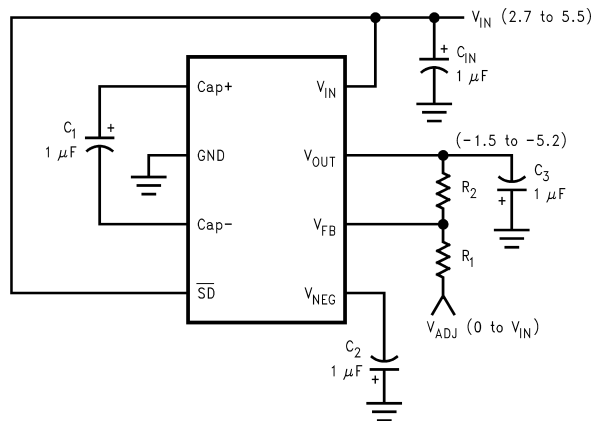 V_IN (2.7 to 5.5)
+
C_IN
1 μF
Cap+
V_IN
C_1
+
1 μF
GND
V_OUT
(−1.5 to −5.2)
R_2
C_3
1 μF
+
Cap−
V_FB
R_1
S̅D̅
V_NEG
V_ADJ (0 to V_IN)
C_2
1 μF
+